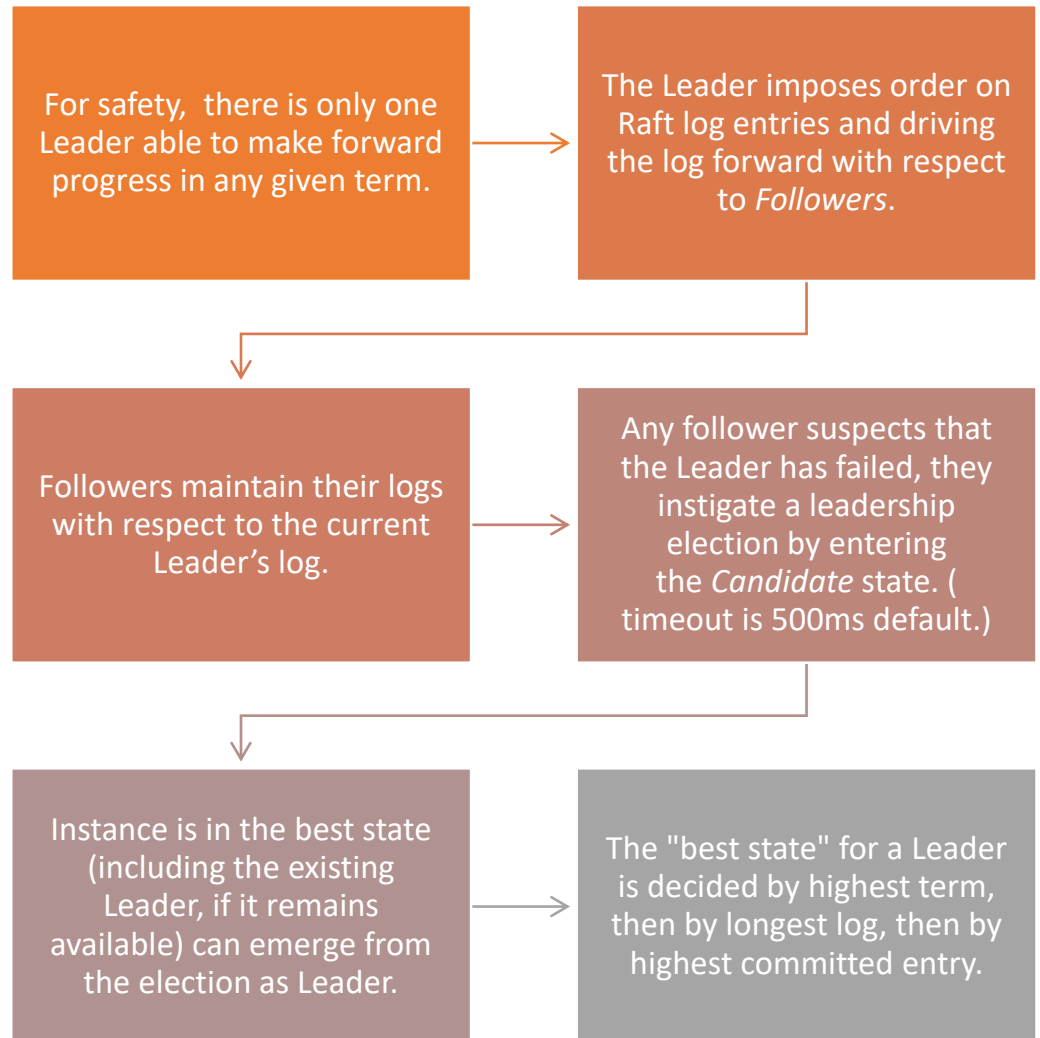 For safety,  there is only one
Leader able to make forward
progress in any given term.
The Leader imposes order on
Raft log entries and driving
the log forward with respect
to Followers.
Followers maintain their logs
with respect to the current
Leader’s log.
Any follower suspects that
the Leader has failed, they
instigate a leadership
election by entering
the Candidate state. (
timeout is 500ms default.)
Instance is in the best state
(including the existing
Leader, if it remains
available) can emerge from
the election as Leader.
The "best state" for a Leader
is decided by highest term,
then by longest log, then by
highest committed entry.